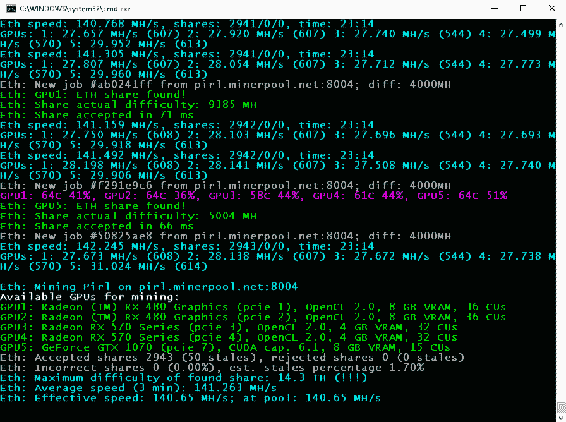 C:\WINDOWS\system32\cmd.exe
Eth speed: 140.768 MH/s, shares: 2941/0/0, time: 21:14
GPUs: 1: 27.657 MH/s (607) 2: 27.920 MH/s (607) 3: 27.740 MH/s (544) 4: 27.499 M
H/s (570) 5: 29.952 MH/s (613)
Eth speed: 141.305 MH/s, shares: 2941/0/0, time: 21:14
GPUs: 1: 27.807 MH/s (607) 2: 28.054 MH/s (607) 3: 27.712 MH/s (544) 4: 27.773 M
H/s (570) 5: 29.960 MH/s (613)
Eth: New job #ab0241ff from pirl.minerpool.net:8004; diff: 4000MH
Eth: GPU1: ETH share found!
Eth: Share actual difficulty: 9385 MH
Eth: Share accepted in 71 ms
Eth speed: 141.159 MH/s, shares: 2942/0/0, time: 21:14
GPUs: 1: 27.750 MH/s (608) 2: 28.103 MH/s (607) 3: 27.696 MH/s (544) 4: 27.693 M
H/s (570) 5: 29.918 MH/s (613)
Eth speed: 141.492 MH/s, shares: 2942/0/0, time: 21:14
GPUs: 1: 28.198 MH/s (608) 2: 28.141 MH/s (607) 3: 27.508 MH/s (544) 4: 27.740 M
H/s (570) 5: 29.906 MH/s (613)
Eth: New job #f291e9c6 from pirl.minerpool.net:8004; diff: 4000MH
GPU1: 64C 41%, GPU2: 64C 36%, GPU3: 58C 44%, GPU4: 61C 44%, GPU5: 64C 51%
Eth: GPU5: ETH share found!
Eth: Share actual difficulty: 5004 MH
Eth: Share accepted in 66 ms
Eth: New job #50825ae8 from pirl.minerpool.net:8004; diff: 4000MH
Eth speed: 142.245 MH/s, shares: 2943/0/0, time: 21:14
GPUs: 1: 27.673 MH/s (608) 2: 28.138 MH/s (607) 3: 27.672 MH/s (544) 4: 27.738 M
H/s (570) 5: 31.024 MH/s (614)
Eth: Mining Pirl on pirl.minerpool.net:8004
Available GPUs for mining:
GPU1: Radeon (TM) RX 480 Graphics (pcie 1), OpenCL 2.0, 8 GB VRAM, 36 CUs
GPU2: Radeon (TM) RX 480 Graphics (pcie 2), OpenCL 2.0, 8 GB VRAM, 36 CUs
GPU3: Radeon RX 570 Series (pcie 3), OpenCL 2.0, 4 GB VRAM, 32 CUs
GPU4: Radeon RX 570 Series (pcie 4), OpenCL 2.0, 4 GB VRAM, 32 CUs
GPU5: GeForce GTX 1070 (pcie 7), CUDA cap. 6.1, 8 GB VRAM, 15 CUs
Eth: Accepted shares 2943 (50 stales), rejected shares 0 (0 stales)
Eth: Incorrect shares 0 (0.00%), est. stales percentage 1.70%
Eth: Maximum difficulty of found share: 14.3 TH (!!!)
Eth: Average speed (3 min): 141.263 MH/s
Eth: Effective speed: 140.65 MH/s; at pool: 140.65 MH/s